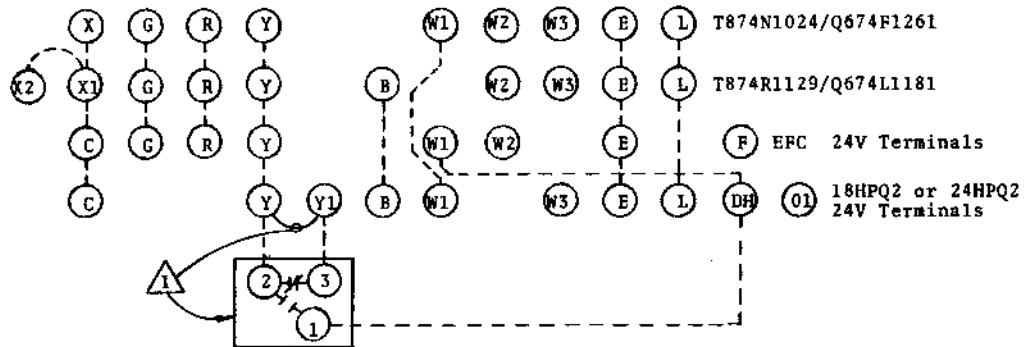 X G R Y W1 W2 W3 E L T874N1024/Q674F1261
X2 X1 G R Y B W2 W3 E L T874R1129/Q674L1181
C G R Y W1 W2 E F EFC 24V Terminals
C Y Y1 B W1 W3 E L DH O1 18HPQ2 or 24HPQ2
24V Terminals
1 2 3
1